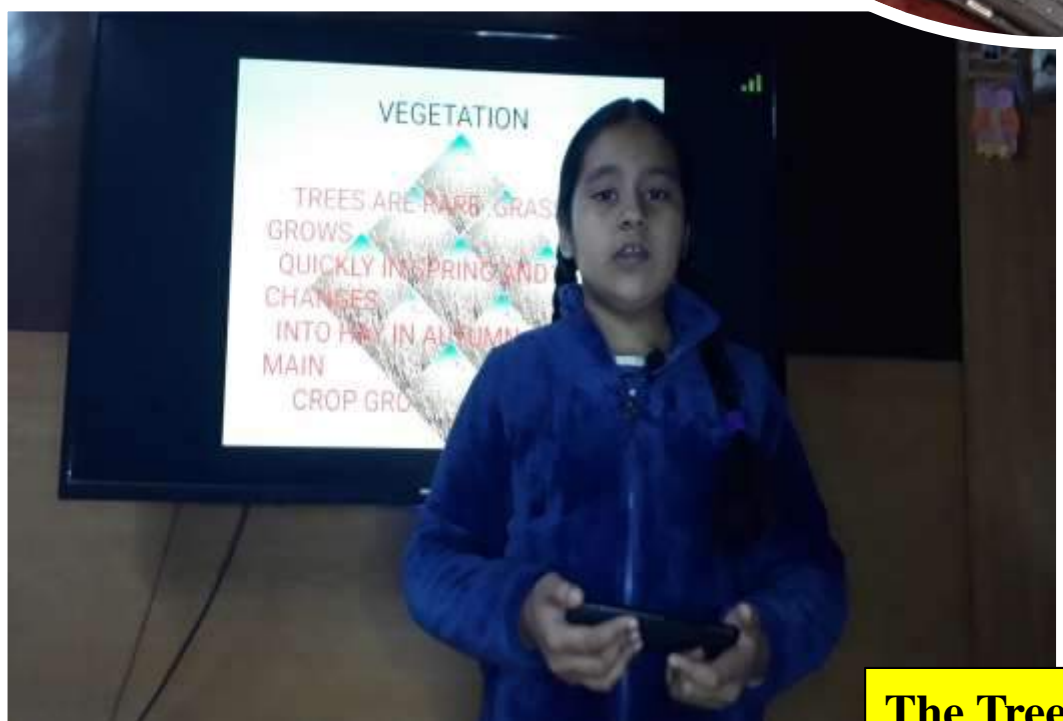 VEGETATION
TREES ARE RARE .GRAS
GROWS
QUICKLY IN SPRING AND
CHANGES
INTO HAY IN AUTUMN
MAIN
CROP GRO
The Tree